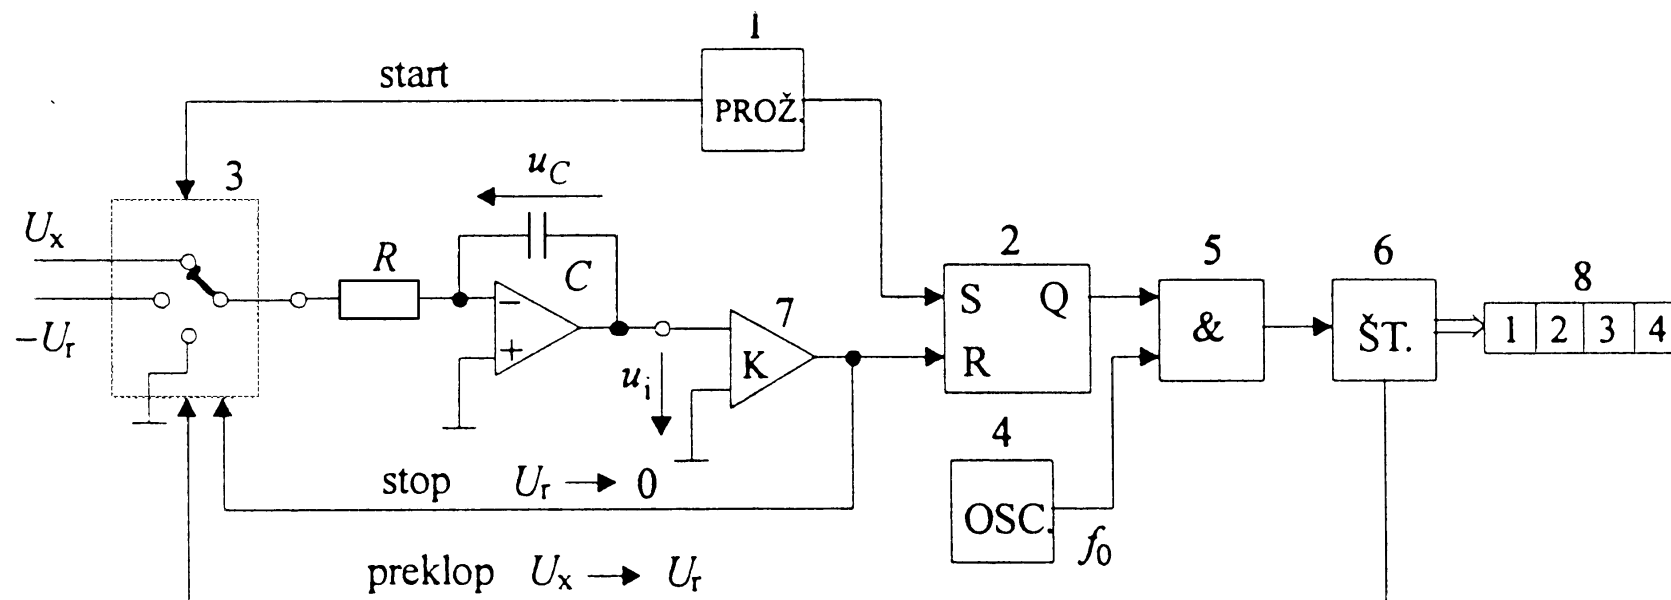 1
start
PROŽ.
3
u_C
U_x
R
C
2
5
6
8
−
7
S Q
&
ŠT.
1 2 3 4
-U_r
+
u_i
K
R
4
stop U_r → 0
OSC.
f_0
preklop U_x → U_r